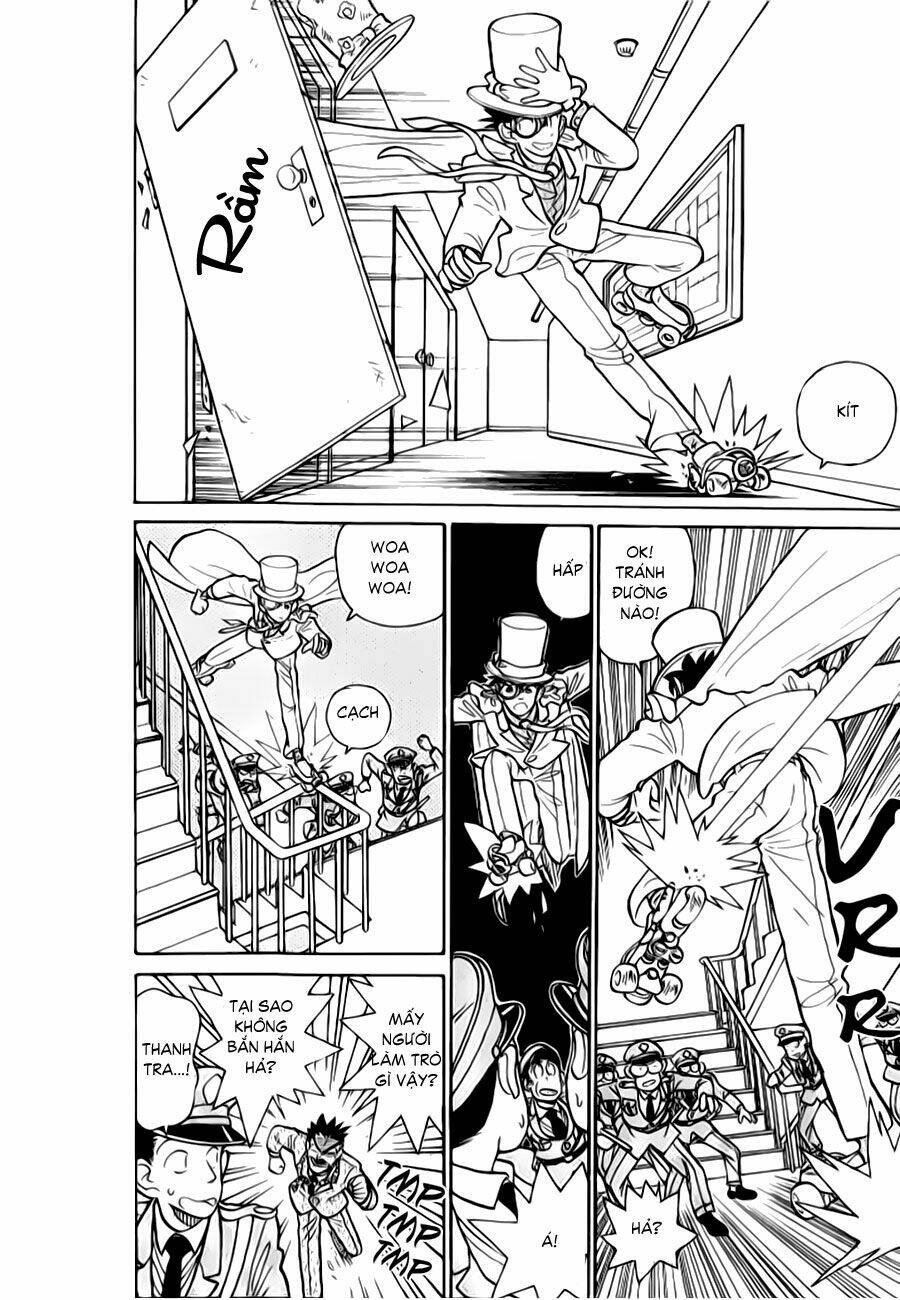 Rầm
KÍT
OK!
TRÁNH
ĐƯỜNG
NÀO!
VRRR
HẢ?
HẤP
Á!
WOA
WOA
WOA!
CẠCH
MẤY
NGƯỜI
LÀM TRÒ
GÌ VẬY?
TẠI SAO
KHÔNG
BẮN HẮN
HẢ?
TMP
TMP
TMP
THANH
TRA...!